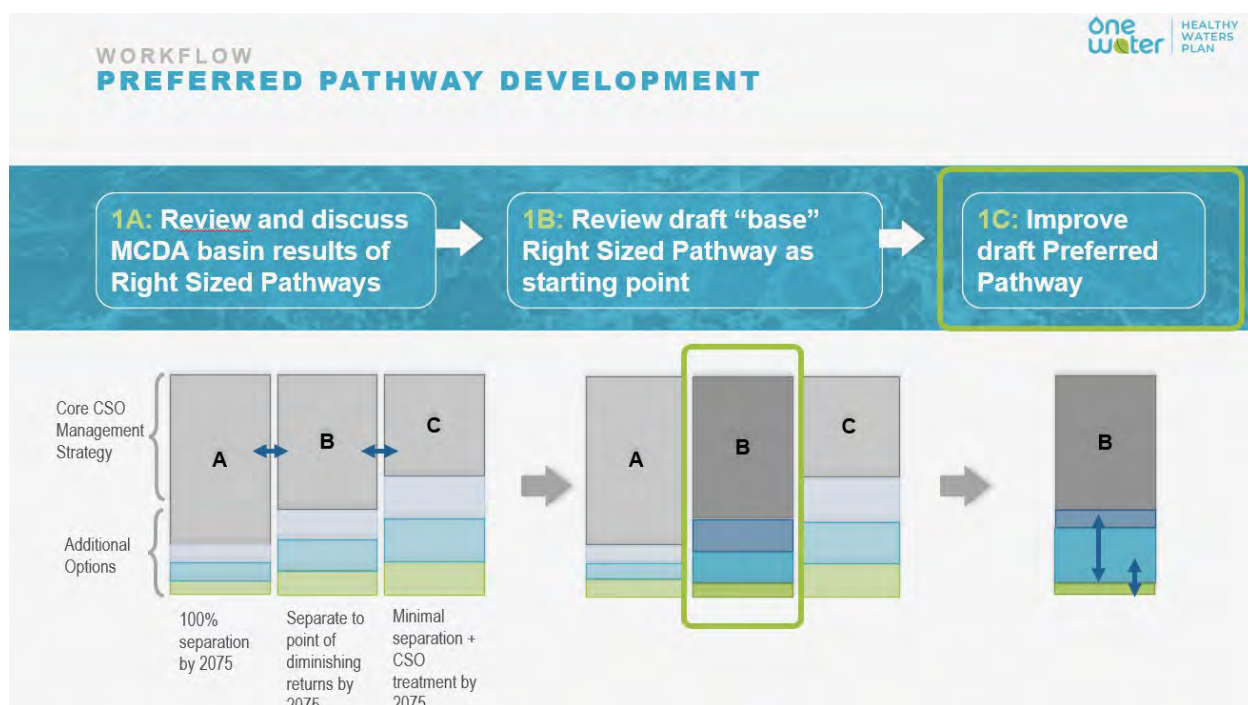 WORKFLOW
PREFERRED PATHWAY DEVELOPMENT
one
water
HEALTHY
WATERS
PLAN
1A: Review and discuss
MCDA basin results of
Right Sized Pathways
1B: Review draft “base”
Right Sized Pathway as
starting point
1C: Improve
draft Preferred
Pathway
Core CSO
Management
Strategy
Additional
Options
A
B
C
100%
separation
by 2075
Separate to
point of
diminishing
returns by
2075
Minimal
separation +
CSO
treatment by
2075
A
B
C
B